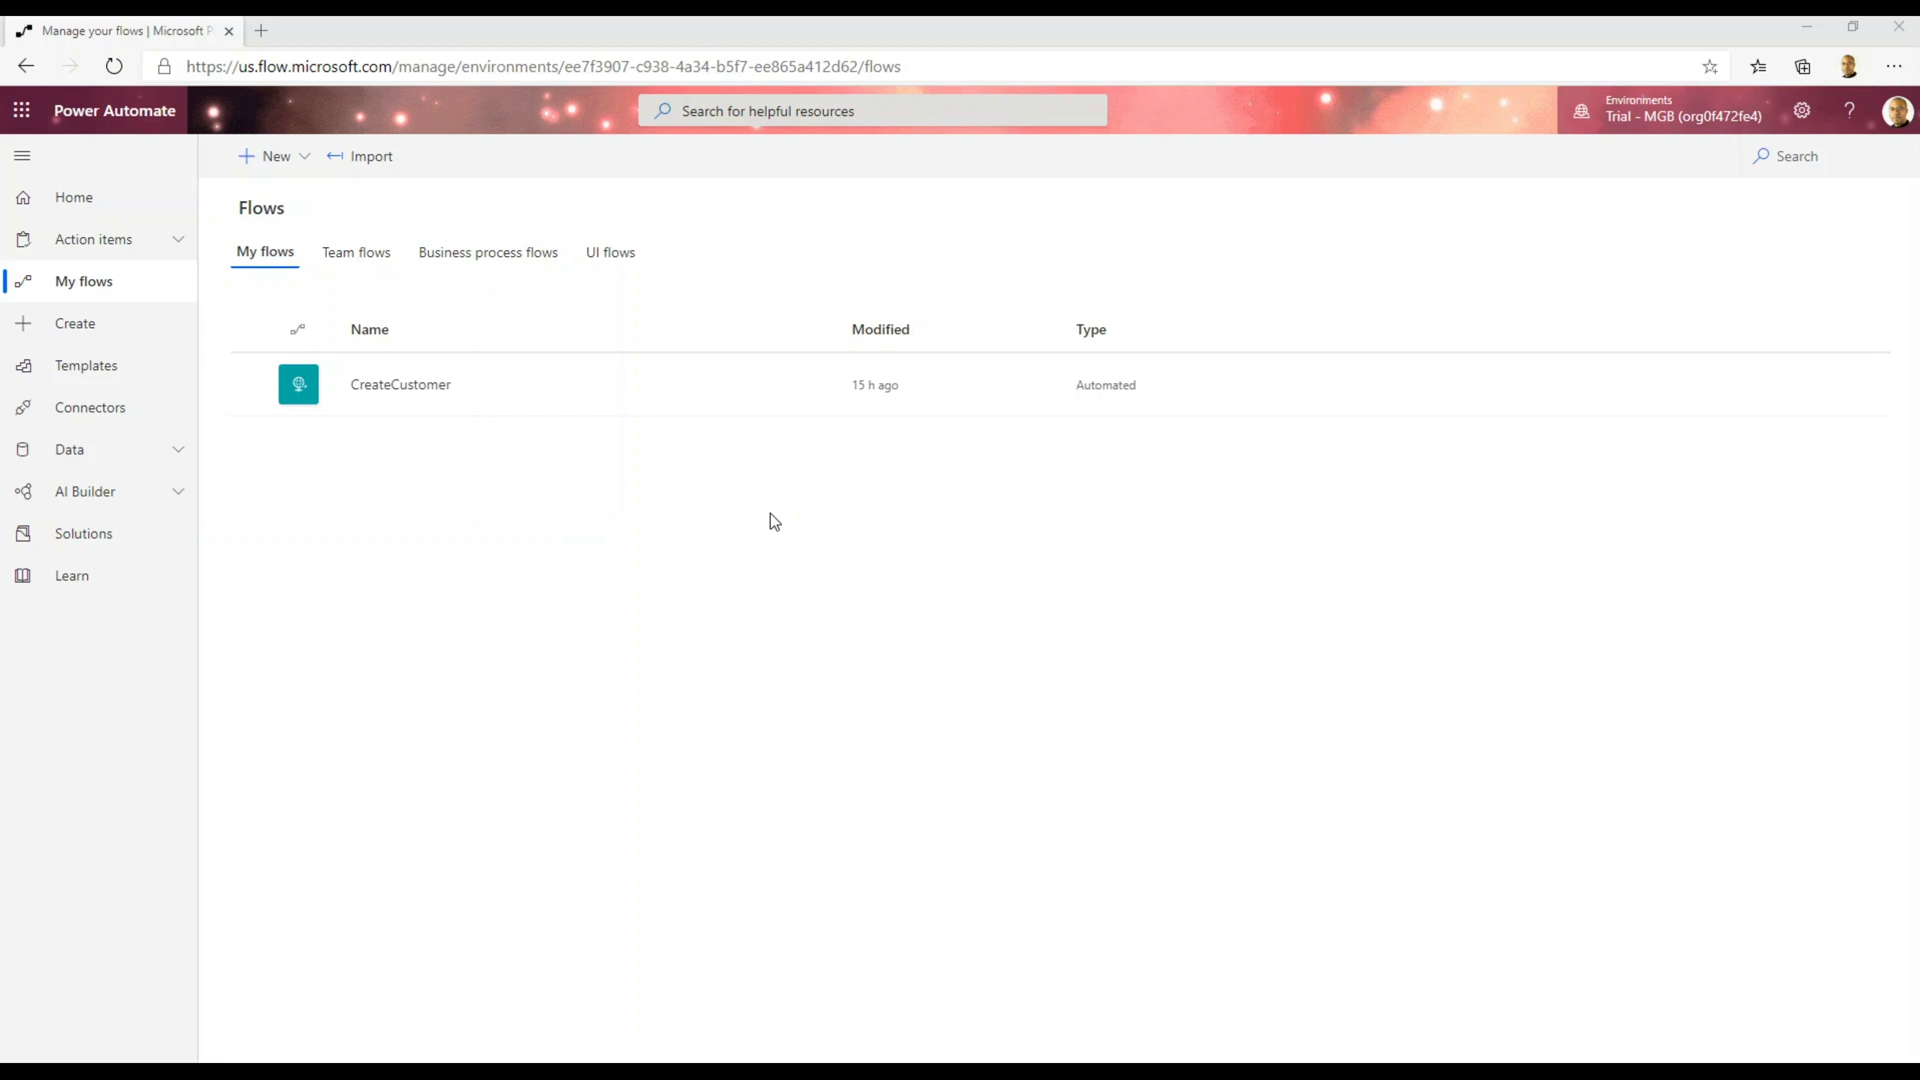 Manage your flows | Microsoft P
https://us.flow.microsoft.com/manage/environments/ee7f3907-c938-4a34-b5f7-ee865a412d62/flows
Power Automate
Search for helpful resources
Environments
Trial - MGB (org0f472fe4)
?
New
Import
Search
Home
Action items
My flows
Create
Templates
Connectors
Data
AI Builder
Solutions
Learn
Flows
My flows Team flows Business process flows UI flows
Name Modified Type
CreateCustomer 15 h ago Automated